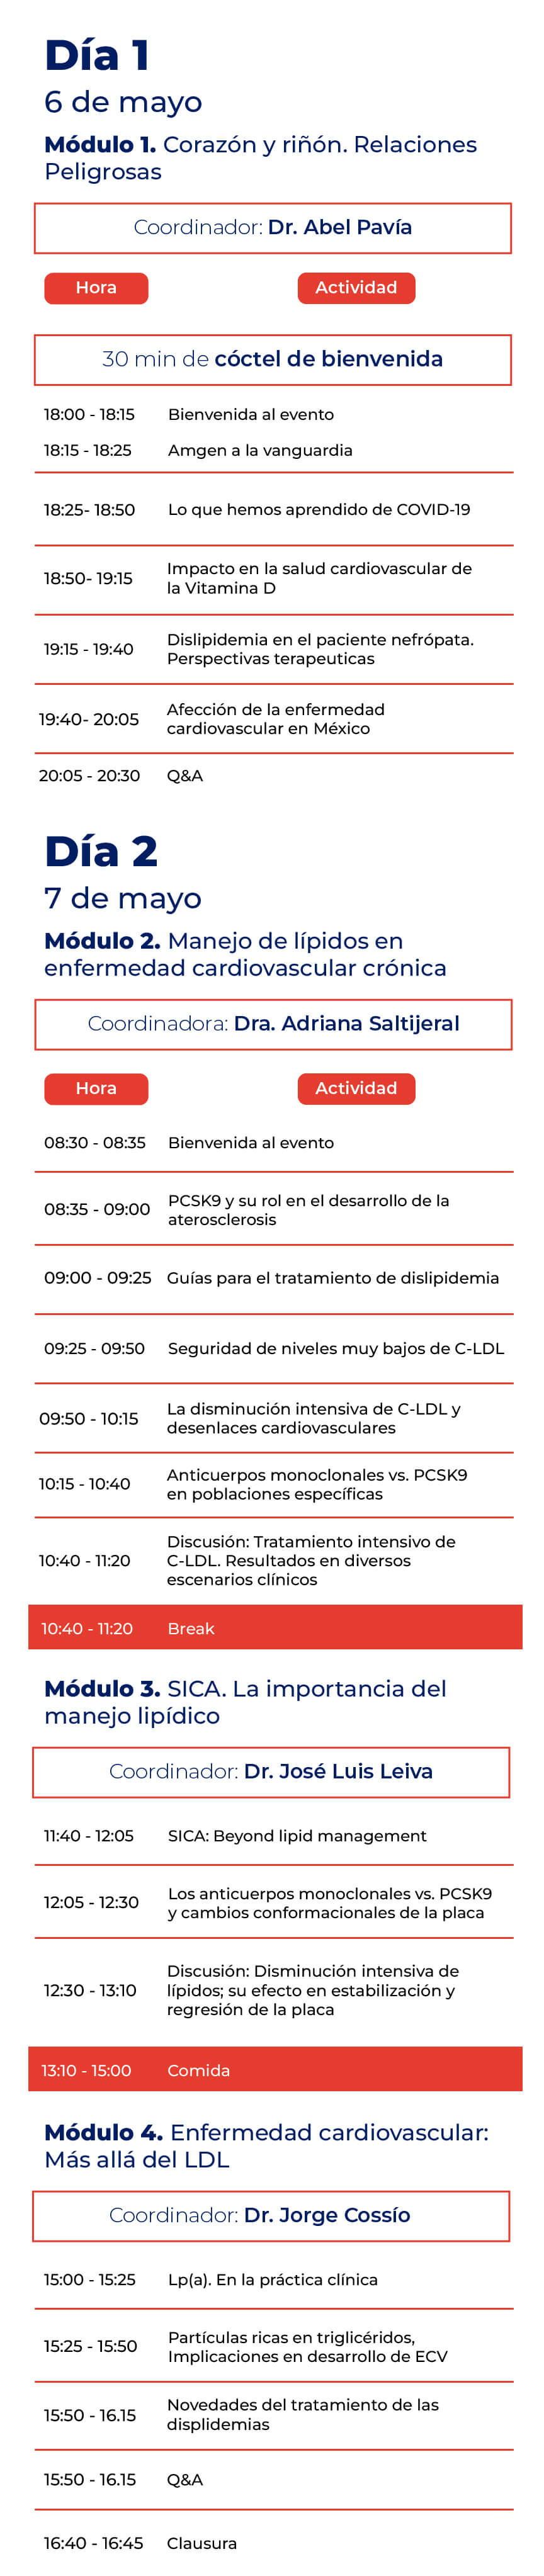 Día 1
6 de mayo
Módulo 1. Corazón y riñón. Relaciones
Peligrosas
Coordinador: Dr. Abel Pavía
Hora Actividad
30 min de cóctel de bienvenida
18:00 - 18:15 Bienvenida al evento
18:15 - 18:25 Amgen a la vanguardia
18:25- 18:50 Lo que hemos aprendido de COVID-19
18:50- 19:15 Impacto en la salud cardiovascular de
la Vitamina D
19:15 - 19:40 Dislipidemia en el paciente nefrópata.
Perspectivas terapeuticas
19:40- 20:05 Afección de la enfermedad
cardiovascular en México
20:05 - 20:30 Q&A
Día 2
7 de mayo
Módulo 2. Manejo de lípidos en
enfermedad cardiovascular crónica
Coordinadora: Dra. Adriana Saltijeral
Hora Actividad
08:30 - 08:35 Bienvenida al evento
08:35 - 09:00 PCSK9 y su rol en el desarrollo de la
aterosclerosis
09:00 - 09:25 Guías para el tratamiento de dislipidemia
09:25 - 09:50 Seguridad de niveles muy bajos de C-LDL
09:50 - 10:15 La disminución intensiva de C-LDL y
desenlaces cardiovasculares
10:15 - 10:40 Anticuerpos monoclonales vs. PCSK9
en poblaciones específicas
10:40 - 11:20 Discusión: Tratamiento intensivo de
C-LDL. Resultados en diversos
escenarios clínicos
10:40 - 11:20 Break
Módulo 3. SICA. La importancia del
manejo lipídico
Coordinador: Dr. José Luis Leiva
11:40 - 12:05 SICA: Beyond lipid management
12:05 - 12:30 Los anticuerpos monoclonales vs. PCSK9
y cambios conformacionales de la placa
12:30 - 13:10 Discusión: Disminución intensiva de
lípidos; su efecto en estabilización y
regresión de la placa
13:10 - 15:00 Comida
Módulo 4. Enfermedad cardiovascular:
Más allá del LDL
Coordinador: Dr. Jorge Cossío
15:00 - 15:25 Lp(a). En la práctica clínica
15:25 - 15:50 Partículas ricas en triglicéridos,
Implicaciones en desarrollo de ECV
15:50 - 16.15 Novedades del tratamiento de las
displidemias
15:50 - 16.15 Q&A
16:40 - 16:45 Clausura